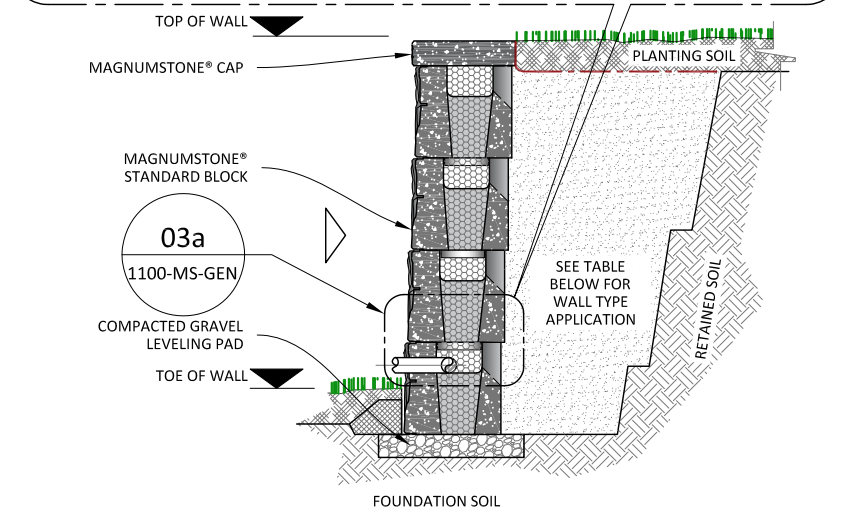 TOP OF WALL
MAGNUMSTONE® CAP
PLANTING SOIL
MAGNUMSTONE®
STANDARD BLOCK
03a
1100-MS-GEN
SEE TABLE
BELOW FOR
WALL TYPE
APPLICATION
RETAINED SOIL
COMPACTED GRAVEL
LEVELING PAD
TOE OF WALL
FOUNDATION SOIL